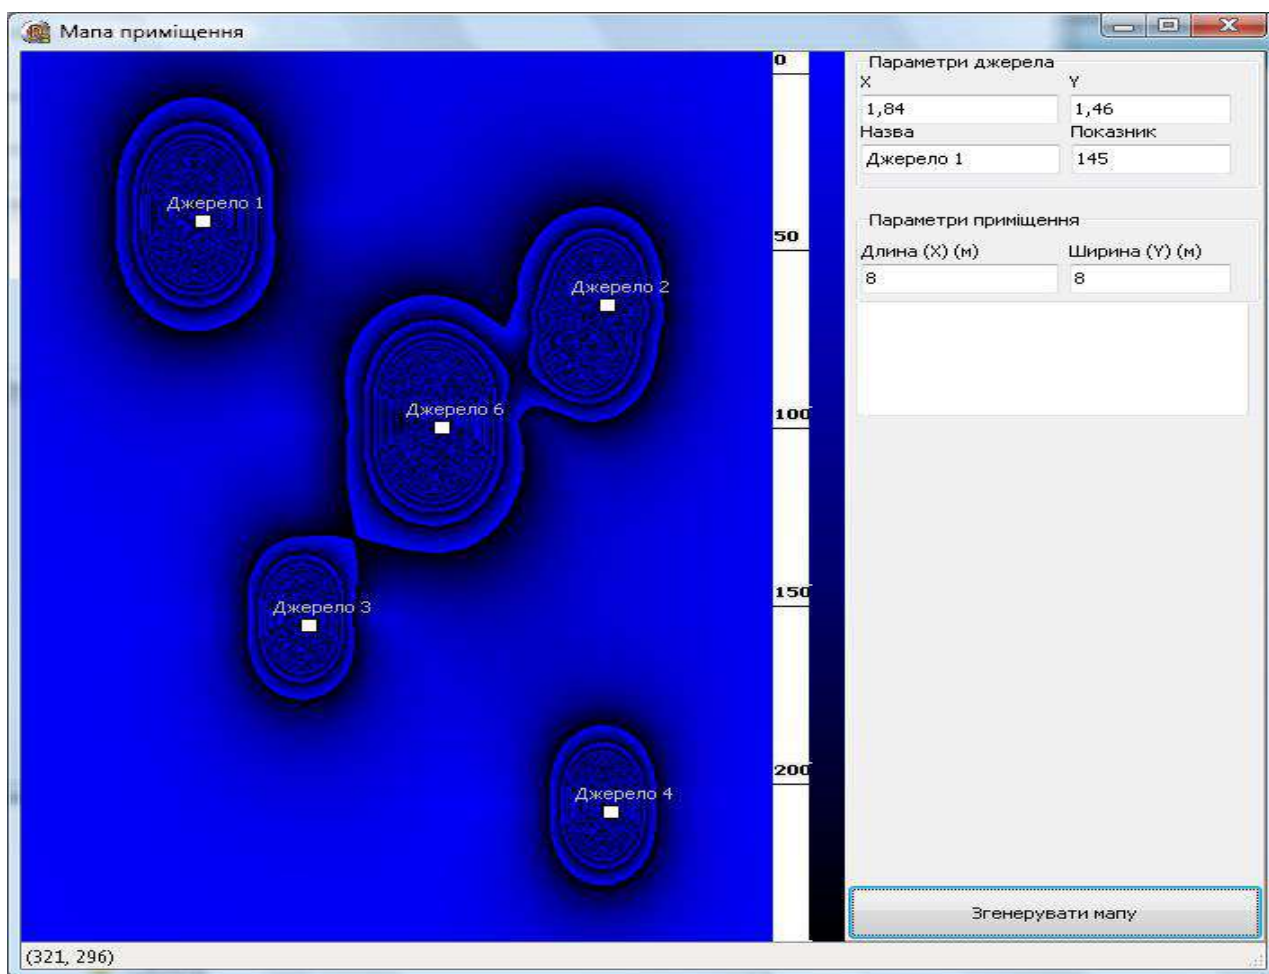 Мапа приміщення
Джерело 1
Джерело 2
Джерело 6
Джерело 3
Джерело 4
0
50
100
150
200
Параметри джерела
X Y
1,84 1,46
Назва Показник
Джерело 1 145
Параметри приміщення
Длина (X) (м) Ширина (Y) (м)
8 8
Згенерувати мапу
(321, 296)